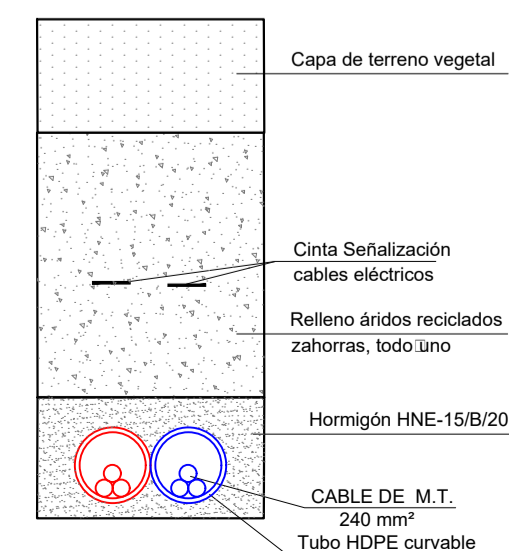 Capa de terreno vegetal
Cinta Señalización
cables eléctricos
Relleno áridos reciclados
zahorras, todo uno
Hormigón HNE-15/B/20
CABLE DE M.T.
240 mm²
Tubo HDPE curvable